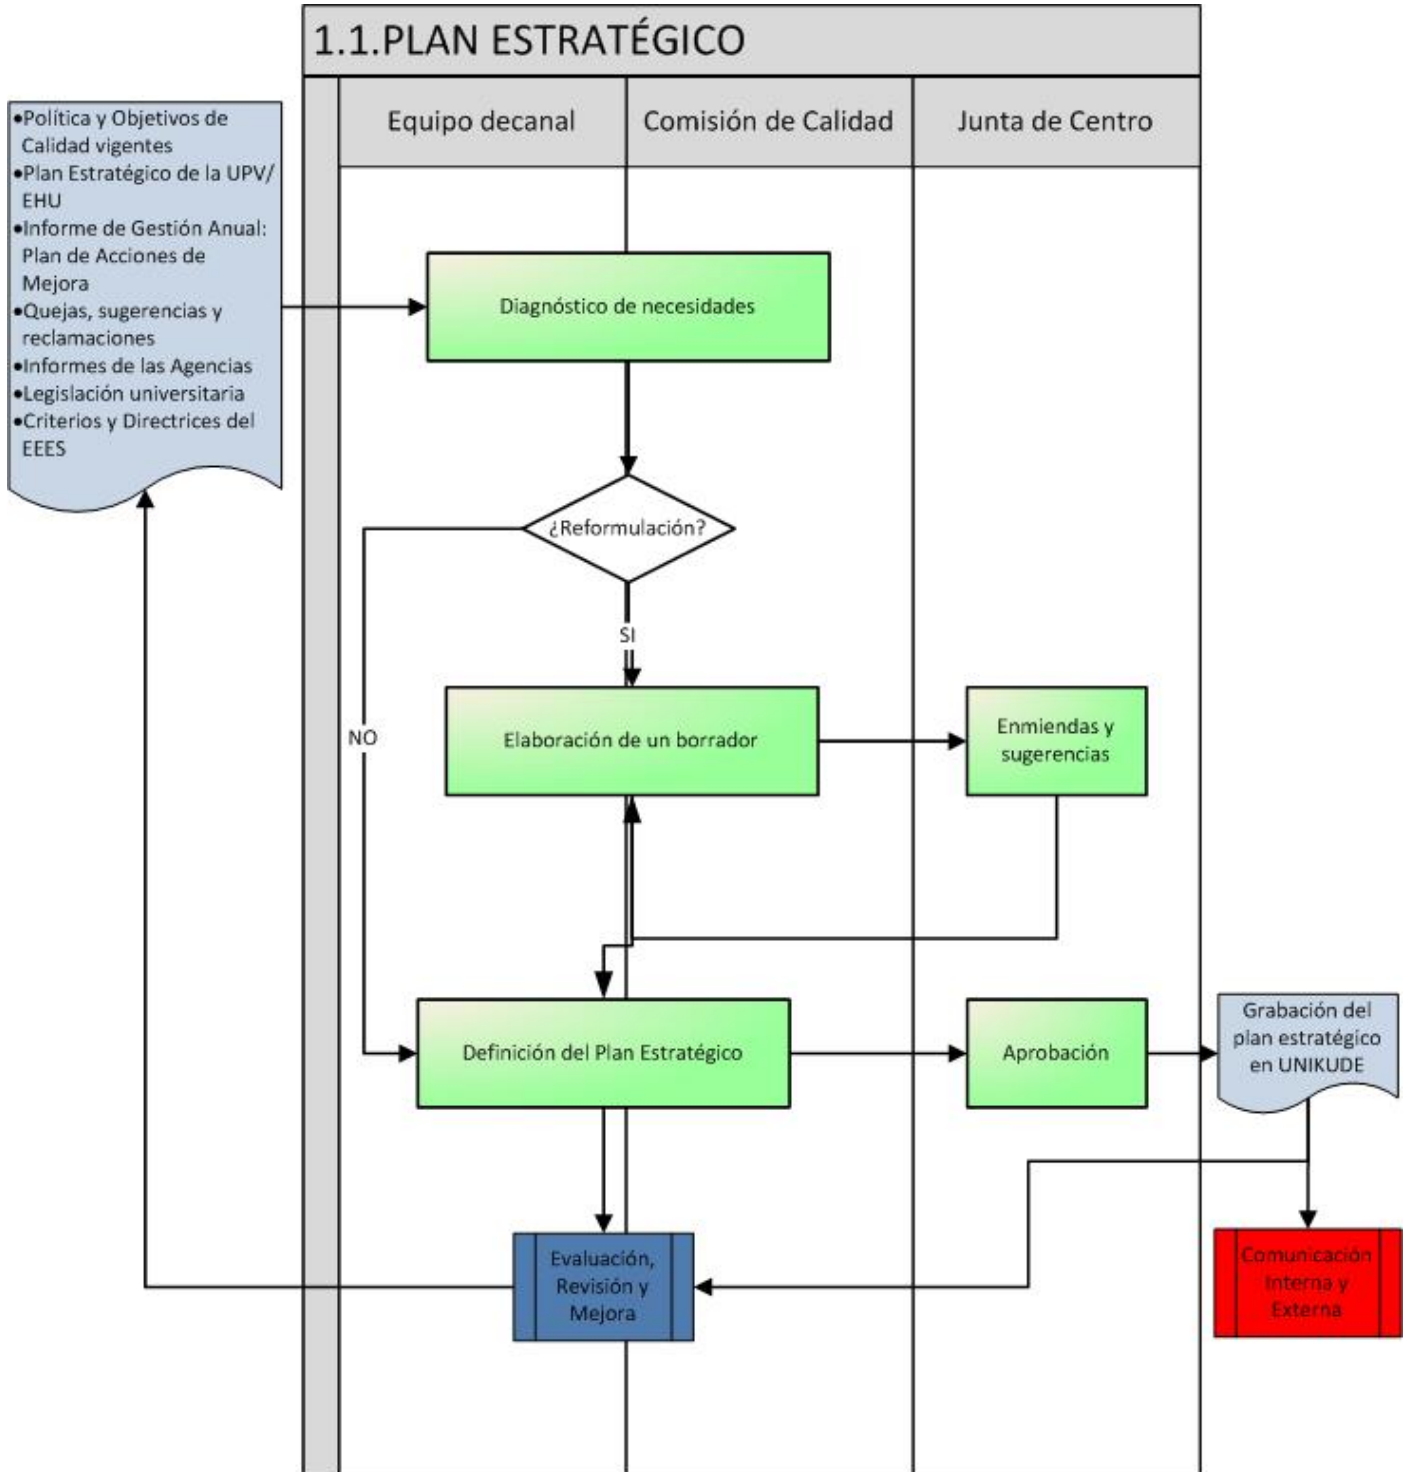 1.1.PLAN ESTRATÉGICO
Equipo decanal
Comisión de Calidad
Junta de Centro
•Política y Objetivos de
Calidad vigentes
•Plan Estratégico de la UPV/
EHU
•Informe de Gestión Anual:
Plan de Acciones de
Mejora
•Quejas, sugerencias y
reclamaciones
•Informes de las Agencias
•Legislación universitaria
•Criterios y Directrices del
EEES
Diagnóstico de necesidades
¿Reformulación?
SI
NO
Elaboración de un borrador
Enmiendas y
sugerencias
Definición del Plan Estratégico
Aprobación
Grabación del
plan estratégico
en UNIKUDE
Evaluación,
Revisión y
Mejora
Comunicación
Interna y
Externa